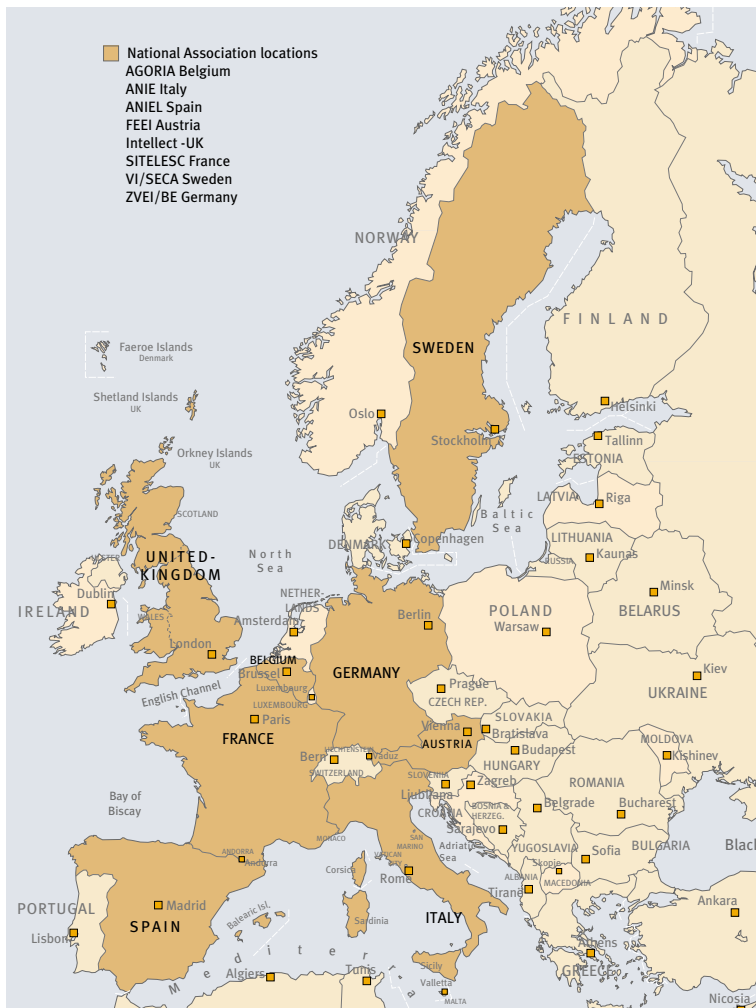 National Association locations
AGORIA Belgium
ANIE Italy
ANIEL Spain
FEEI Austria
Intellect -UK
SITELESC France
VI/SECA Sweden
ZVEI/BE Germany
NORWAY
FINLAND
SWEDEN
Faeroe Islands
Denmark
Shetland Islands
UK
Oslo
Helsinki
Stockholm
Tallinn
ESTONIA
Orkney Islands
UK
LATVIA
Riga
SCOTLAND
Baltic
Sea
LITHUANIA
Kaunas
RUSSIA
DENMARK
Copenhagen
North
Sea
UNITED-
KINGDOM
ULSTER
Dublin
IRELAND
NETHER-
LANDS
Amsterdam
Berlin
POLAND
Warsaw
Minsk
BELARUS
WALES
London
BELGIUM
Brussel
GERMANY
Kiev
UKRAINE
English Channel
Luxembourg
LUXEMBOURG
Prague
CZECH REP.
Paris
FRANCE
Vienna
AUSTRIA
SLOVAKIA
Bratislava
Budapest
HUNGARY
MOLDOVA
Kishinev
LIECHTENSTEIN
Vaduz
Bern
SWITZERLAND
SLOVENIJA
Ljubljana
Zagreb
CROATIA
ROMANIA
Bucharest
Bay of
Biscay
BOSNIA &
HERZEG.
Belgrade
Sarajevo
MONACO
SAN
MARINO
Adriatic
Sea
YUGOSLAVIA
Sofia
BULGARIA
Black
ANDORRA
Andorra
Corsica
VATICAN
CITY
Rome
Skopje
MACEDONIA
ALBANIA
Tirane
PORTUGAL
Lisbon
Madrid
SPAIN
Balearic Isl.
Sardinia
ITALY
Ankara
Athens
GREECE
Mediterra
Sicily
Algiers
Tunis
Valletta
MALTA
Nicosia